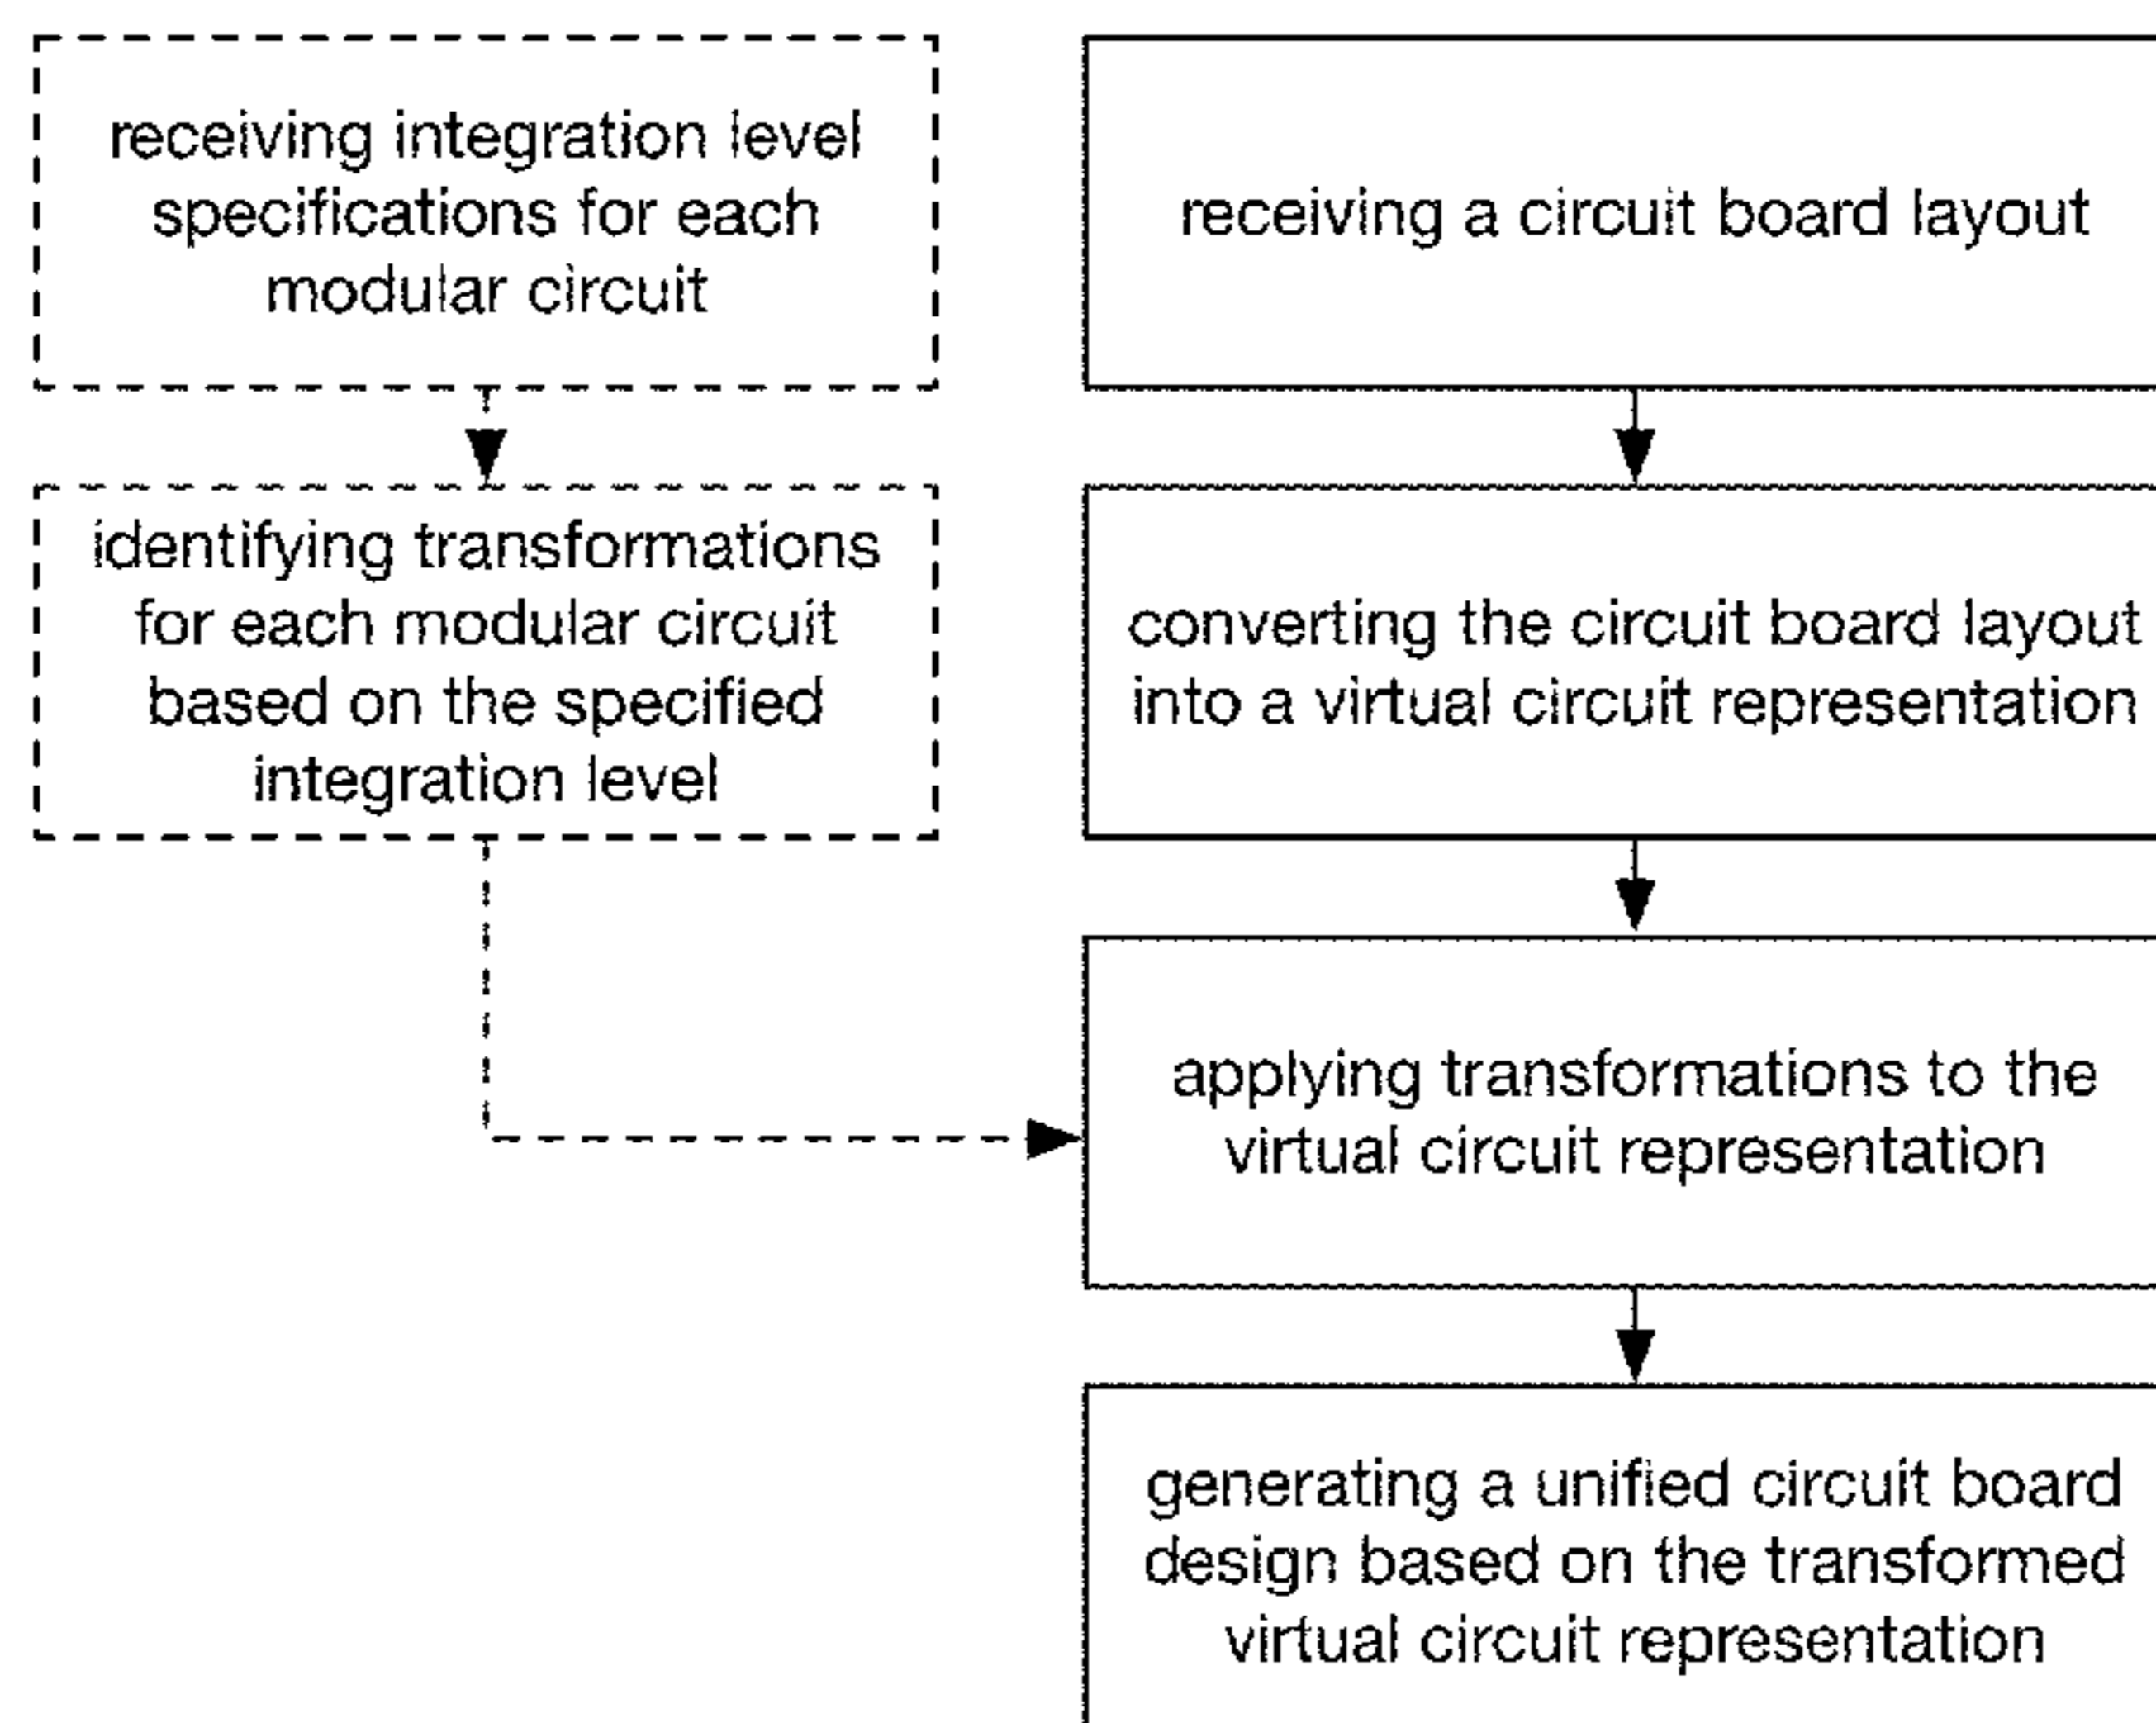 receiving integration level
specifications for each
modular circuit
receiving a circuit board layout
identifying transformations
for each modular circuit
based on the specified
integration level
converting the circuit board layout
into a virtual circuit representation
applying transformations to the
virtual circuit representation
generating a unified circuit board
design based on the transformed
virtual circuit representation